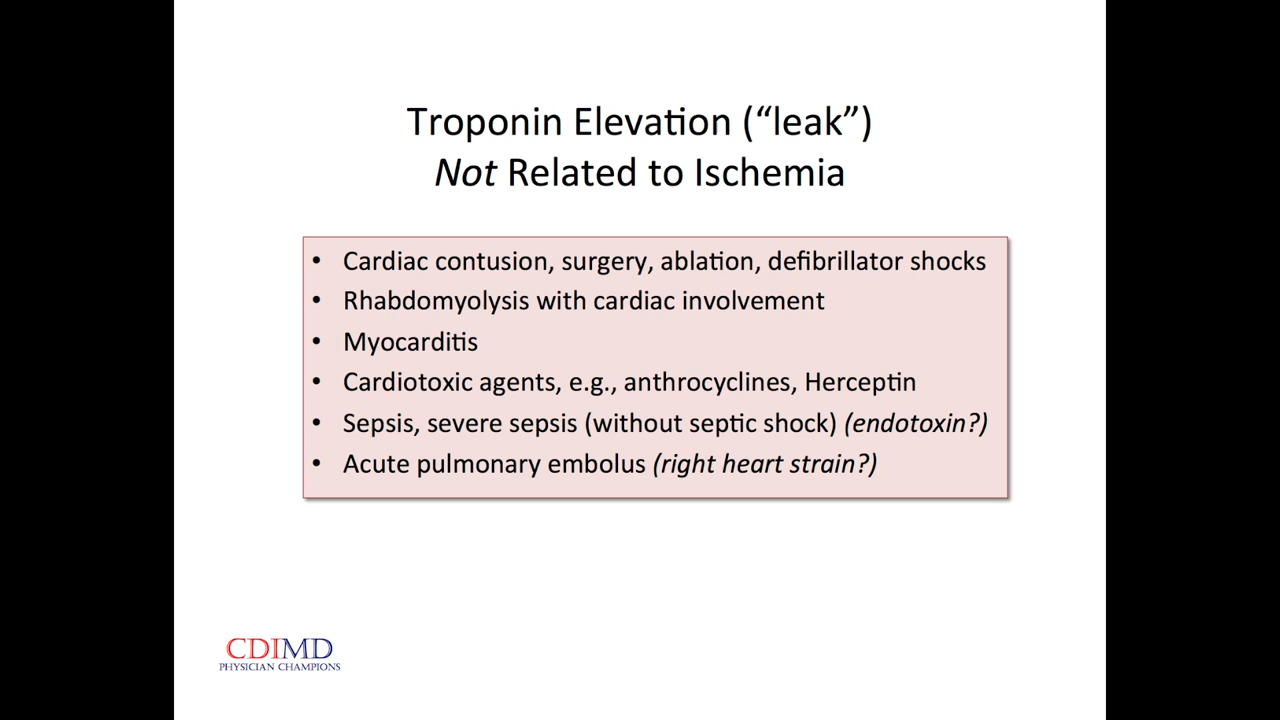 Troponin Elevation (“leak”)
Not Related to Ischemia
• Cardiac contusion, surgery, ablation, defibrillator shocks
• Rhabdomyolysis with cardiac involvement
• Myocarditis
• Cardiotoxic agents, e.g., anthrocyclines, Herceptin
• Sepsis, severe sepsis (without septic shock) (endotoxin?)
• Acute pulmonary embolus (right heart strain?)
CDIMD
PHYSICIAN CHAMPIONS